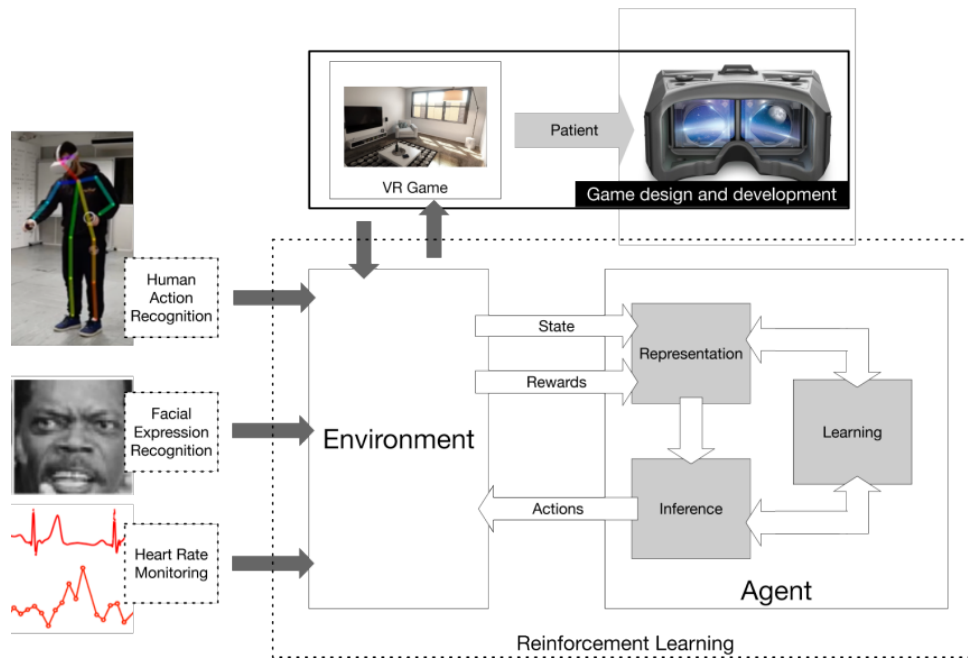 VR Game
Patient
Game design and development
Human
Action
Recognition
Facial
Expression
Recognition
Heart Rate
Monitoring
Environment
State
Rewards
Actions
Representation
Inference
Learning
Agent
Reinforcement Learning